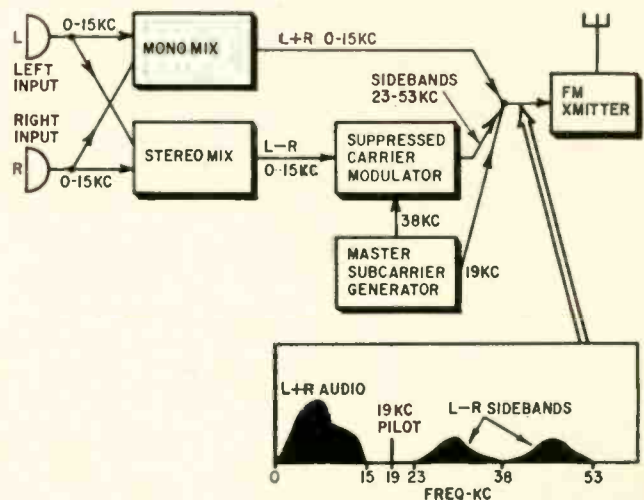 L
0-15KC
LEFT
INPUT
MONO MIX
L+R 0-15KC
SIDEBANDS
23-53KC
FM
XMITTER
RIGHT
INPUT
R
0-15KC
STEREO MIX
L-R
0-15KC
SUPPRESSED
CARRIER
MODULATOR
38KC
MASTER
SUBCARRIER
GENERATOR
19KC
L+R AUDIO
19KC
PILOT
L-R SIDEBANDS
0 15 19 23 38 53
FREQ-KC